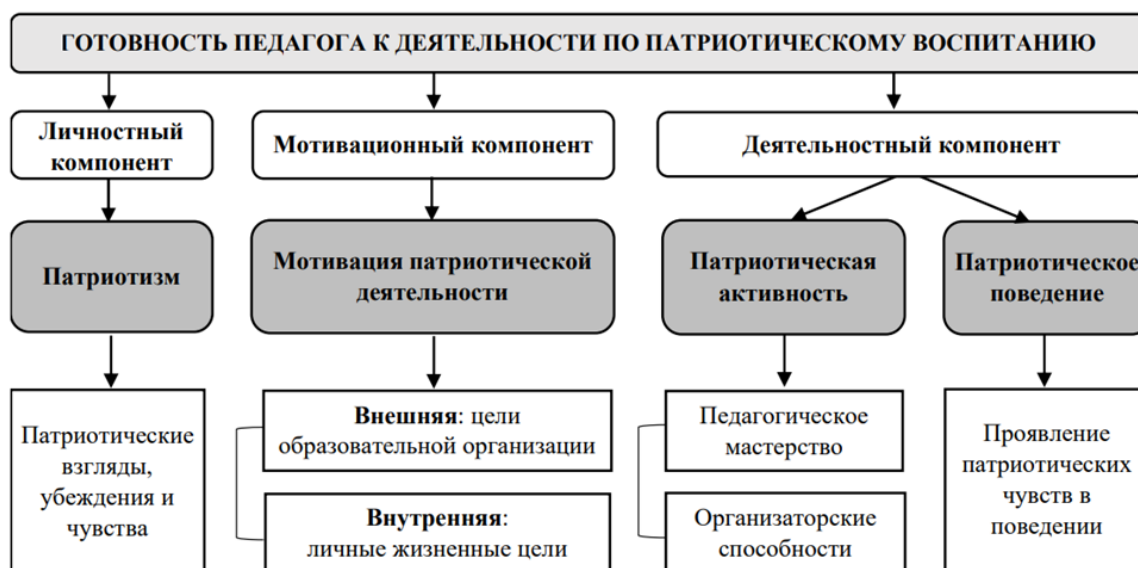 ГОТОВНОСТЬ ПЕДАГОГА К ДЕЯТЕЛЬНОСТИ ПО ПАТРИОТИЧЕСКОМУ ВОСПИТАНИЮ
Личностный
компонент
Мотивационный компонент
Деятельностный компонент
Патриотизм
Мотивация патриотической
деятельности
Патриотическая
активность
Патриотическое
поведение
Патриотические
взгляды,
убеждения и
чувства
Внешняя: цели
образовательной организации
Внутренняя:
личные жизненные цели
Педагогическое
мастерство
Организаторские
способности
Проявление
патриотических
чувств в
поведении